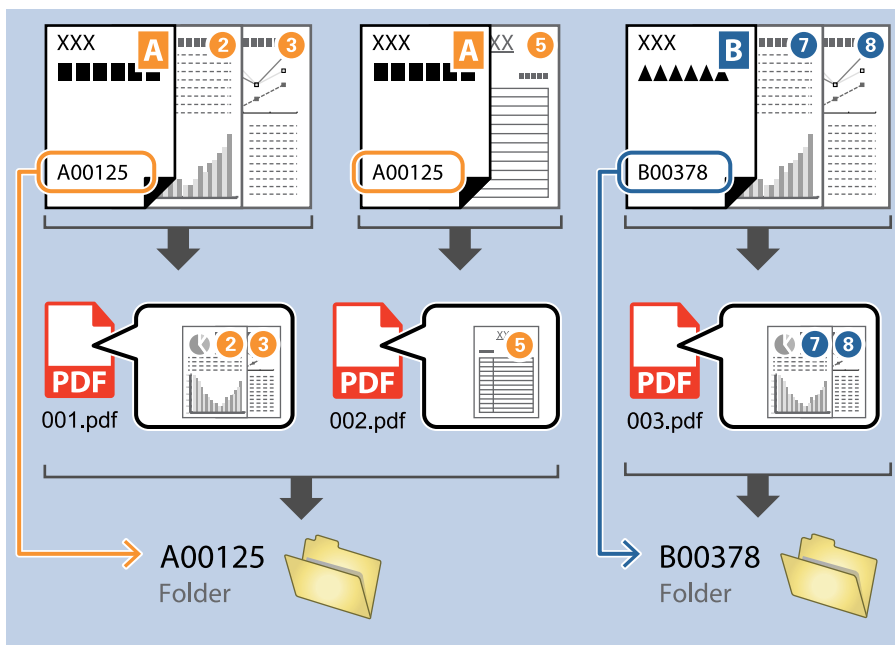 XXX
A
2
3
A00125
XXX
A
XX
5
A00125
XXX
B
7
8
B00378
PDF
2
3
001.pdf
PDF
XX
5
002.pdf
PDF
7
8
003.pdf
A00125
Folder
B00378
Folder